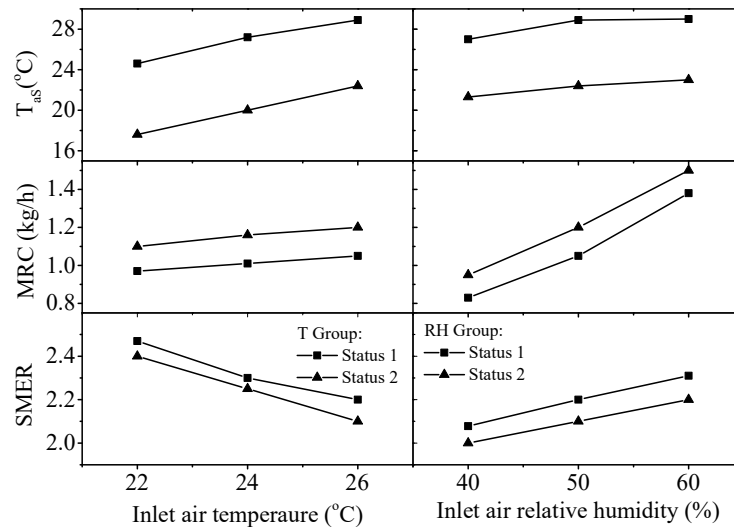 28
24
20
16
T_aS(°C)
1.4
1.2
1.0
0.8
MRC (kg/h)
2.4
2.2
2.0
SMER
T Group:
Status 1
Status 2
RH Group:
Status 1
Status 2
22 24 26 40 50 60
Inlet air temperaure (°C) Inlet air relative humidity (%)